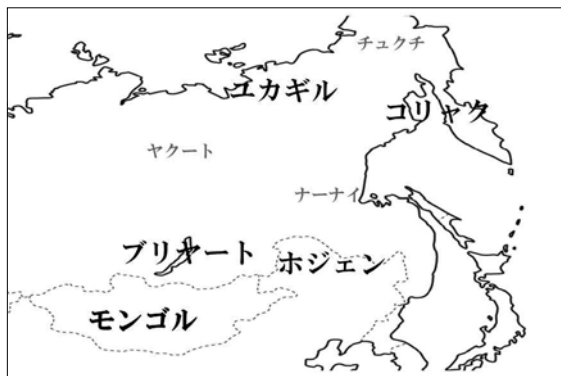 チュクチ
ユカギル
コリャク
ヤクート
ナーナイ
ブリヤート
ホジェン
モンゴル